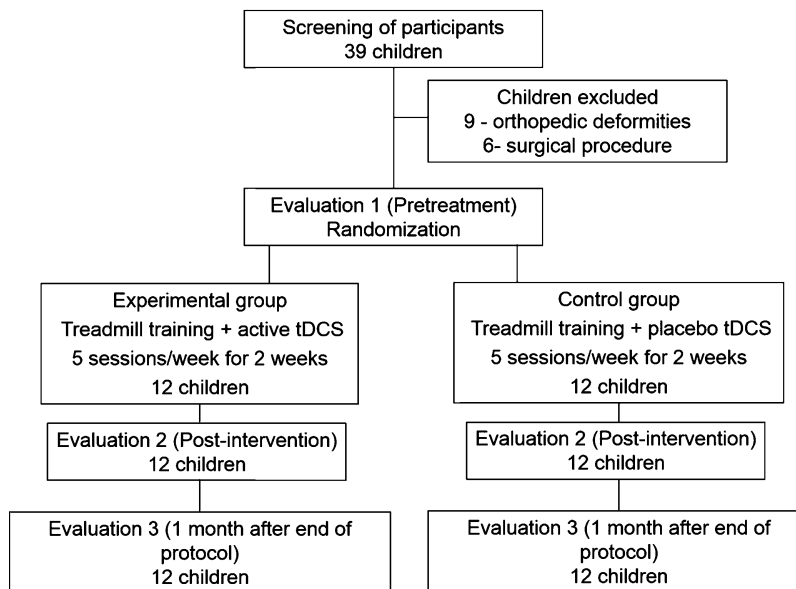 Screening of participants
39 children
Children excluded
9 - orthopedic deformities
6- surgical procedure
Evaluation 1 (Pretreatment)
Randomization
Experimental group
Treadmill training + active tDCS
5 sessions/week for 2 weeks
12 children
Control group
Treadmill training + placebo tDCS
5 sessions/week for 2 weeks
12 children
Evaluation 2 (Post-intervention)
12 children
Evaluation 2 (Post-intervention)
12 children
Evaluation 3 (1 month after end of
protocol)
12 children
Evaluation 3 (1 month after end of
protocol)
12 children